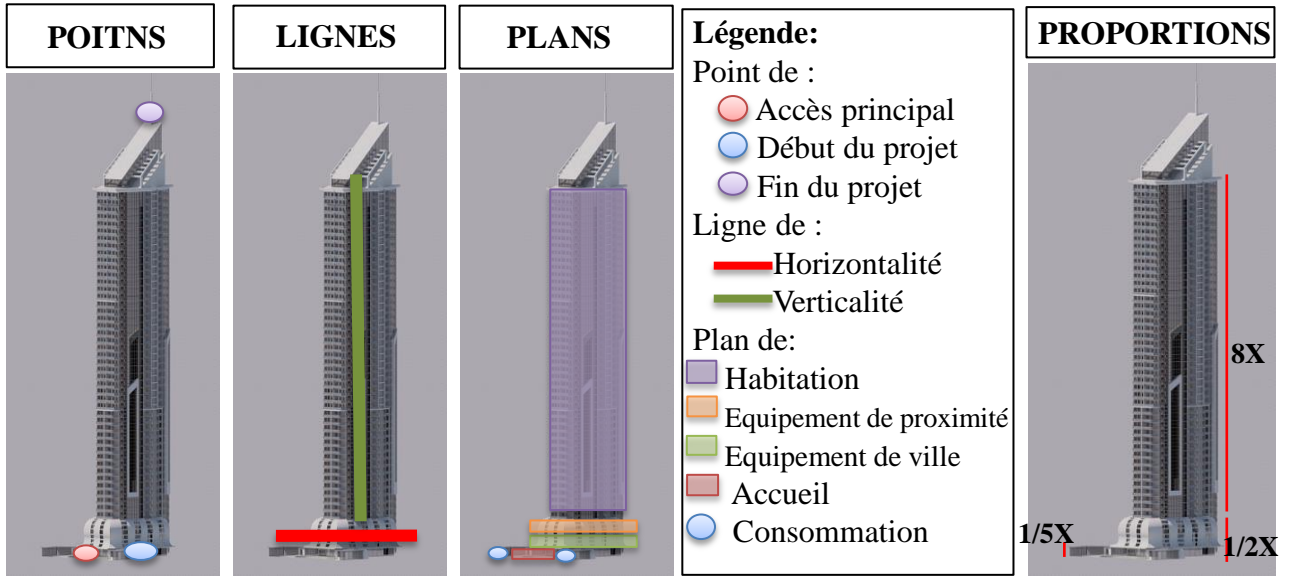 POITNS
LIGNES
PLANS
Légende:
Point de :
Accès principal
Début du projet
Fin du projet
Ligne de :
Horizontalité
Verticalité
Plan de:
Habitation
Equipement de proximité
Equipement de ville
Accueil
Consommation
PROPORTIONS
8X
1/5X
1/2X